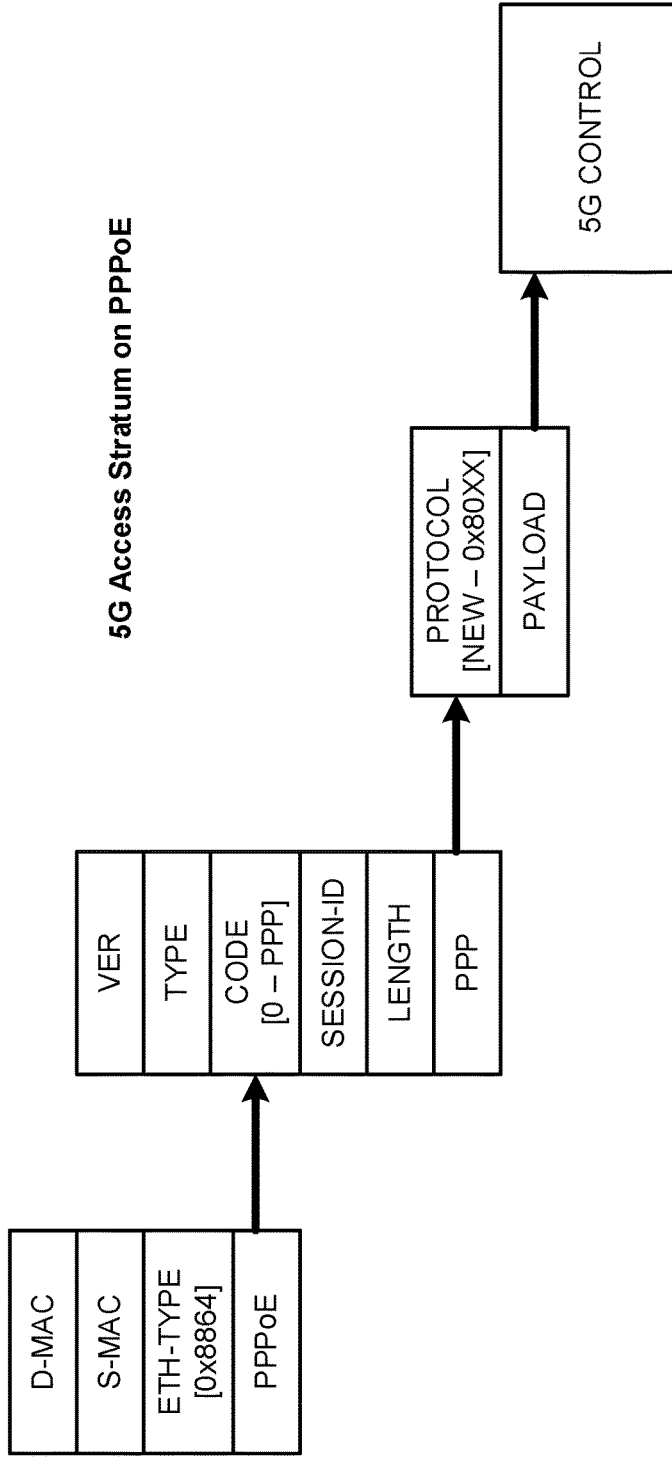 5G Access Stratum on PPPoE
D-MAC
S-MAC
ETH-TYPE
[0x8864]
PPPoE
VER
TYPE
CODE
[0 – PPP]
SESSION-ID
LENGTH
PPP
PROTOCOL
[NEW – 0x80XX]
PAYLOAD
5G CONTROL